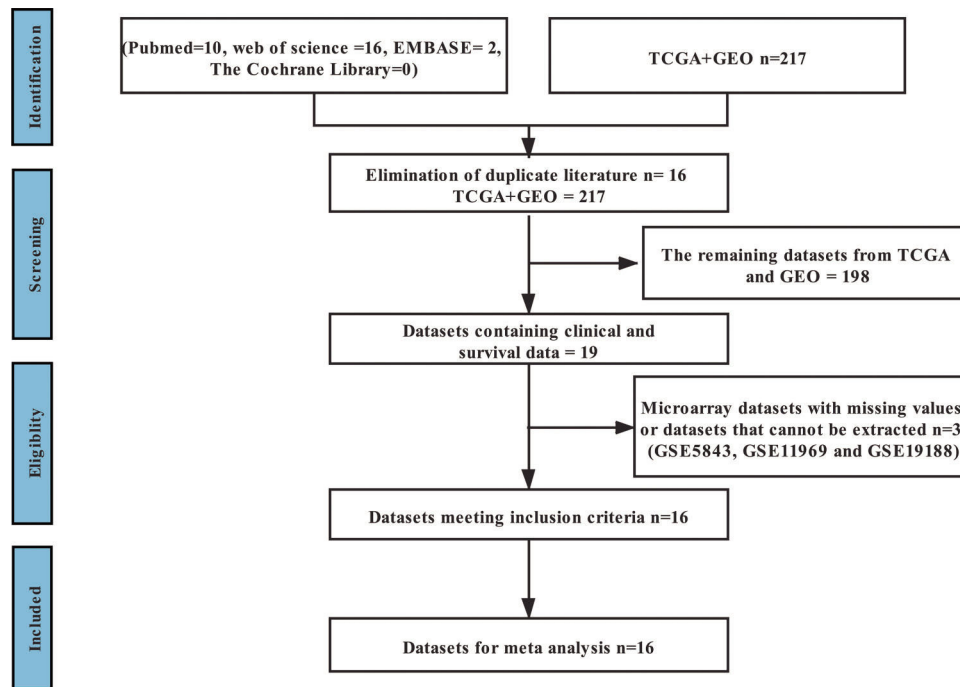 Identification
(Pubmed=10, web of science =16, EMBASE= 2,
The Cochrane Library=0)
TCGA+GEO n=217
Screening
Elimination of duplicate literature n= 16
TCGA+GEO = 217
The remaining datasets from TCGA
and GEO = 198
Datasets containing clinical and
survival data = 19
Eligiblity
Microarray datasets with missing values
or datasets that cannot be extracted n=3
(GSE5843, GSE11969 and GSE19188)
Datasets meeting inclusion criteria n=16
Included
Datasets for meta analysis n=16